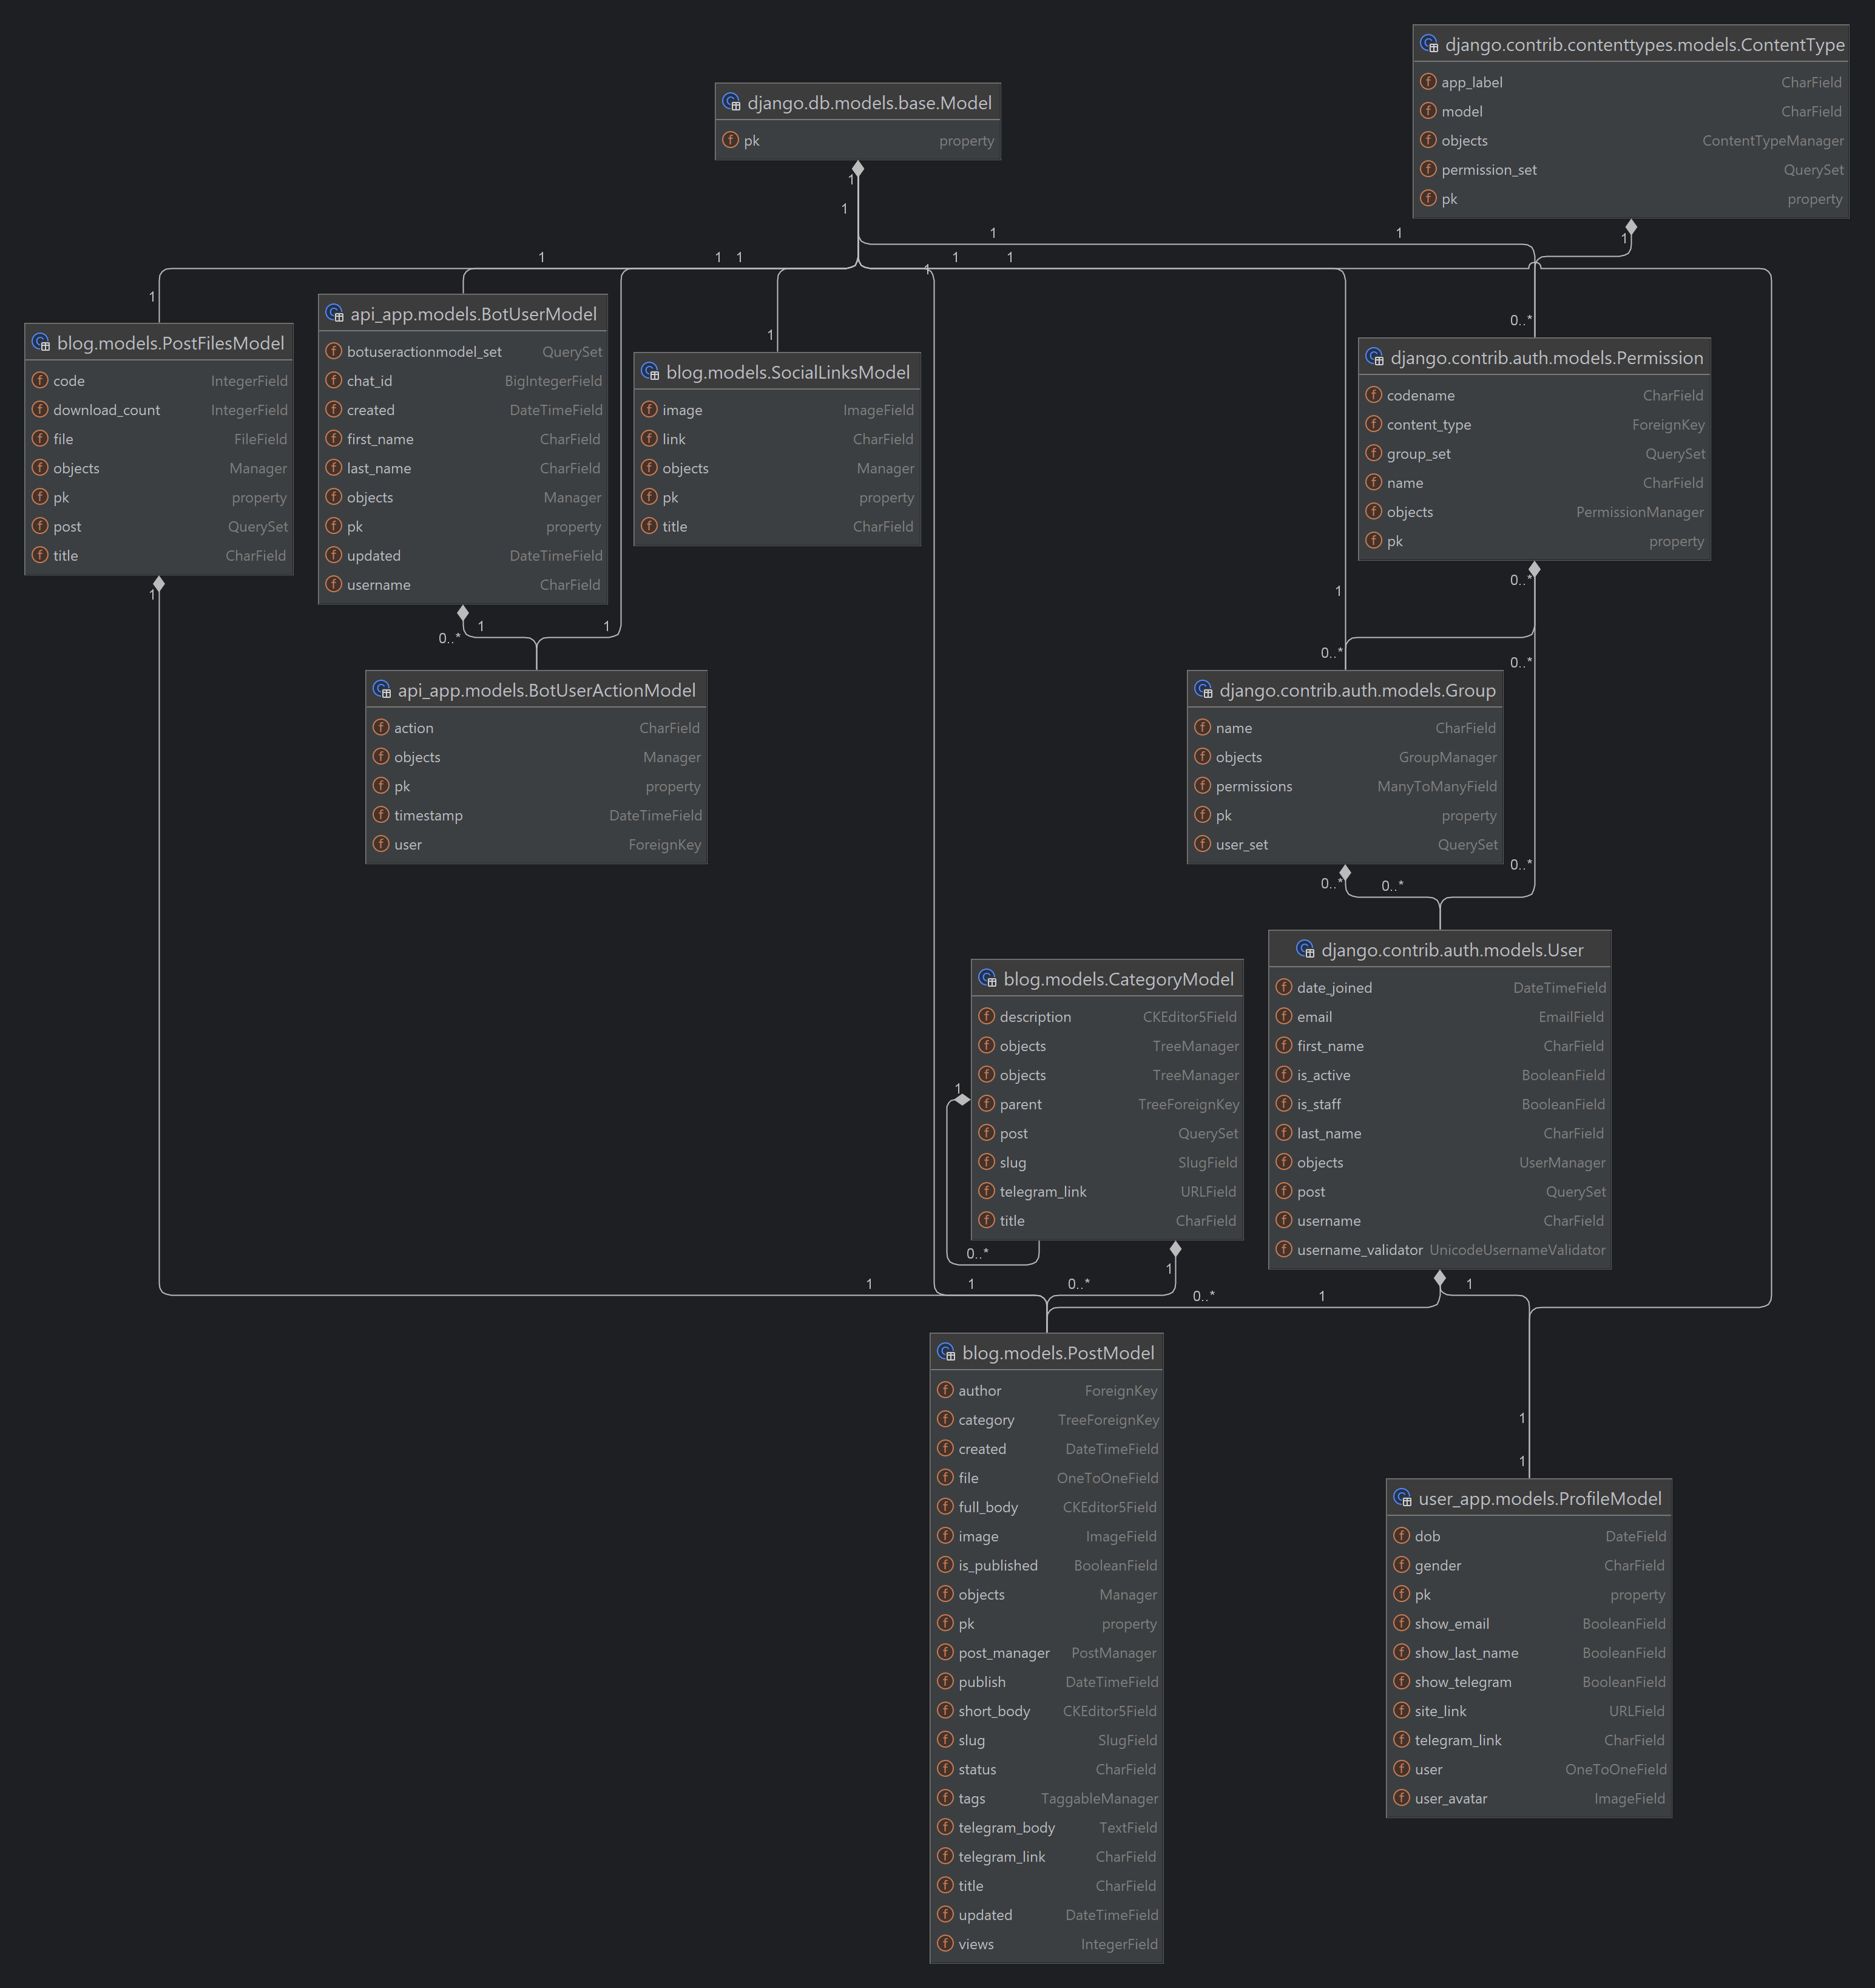 django.contrib.contenttypes.models.ContentType
app_label CharField
model CharField
objects ContentTypeManager
permission_set QuerySet
pk property
django.db.models.base.Model
pk property
1
1
1
1
1
1
1
1
1
1
1
1
1
1
0..*
blog.models.PostFilesModel
code IntegerField
download_count IntegerField
file FileField
objects Manager
pk property
post QuerySet
title CharField
1
api_app.models.BotUserModel
botuseractionmodel_set QuerySet
chat_id BigIntegerField
created DateTimeField
first_name CharField
last_name CharField
objects Manager
pk property
updated DateTimeField
username CharField
0..*
1
1
blog.models.SocialLinksModel
image ImageField
link CharField
objects Manager
pk property
title CharField
django.contrib.auth.models.Permission
codename CharField
content_type ForeignKey
group_set QuerySet
name CharField
objects PermissionManager
pk property
0..*
1
0..*
0..*
api_app.models.BotUserActionModel
action CharField
objects Manager
pk property
timestamp DateTimeField
user ForeignKey
django.contrib.auth.models.Group
name CharField
objects GroupManager
permissions ManyToManyField
pk property
user_set QuerySet
0..*
0..*
0..*
blog.models.CategoryModel
description CKEditor5Field
objects TreeManager
objects TreeManager
parent TreeForeignKey
post QuerySet
slug SlugField
telegram_link URLField
title CharField
1
0..*
1
django.contrib.auth.models.User
date_joined DateTimeField
email EmailField
first_name CharField
is_active BooleanField
is_staff BooleanField
last_name CharField
objects UserManager
post QuerySet
username CharField
username_validator UnicodeUsernameValidator
1
1
1
0..*
0..*
1
blog.models.PostModel
author ForeignKey
category TreeForeignKey
created DateTimeField
file OneToOneField
full_body CKEditor5Field
image ImageField
is_published BooleanField
objects Manager
pk property
post_manager PostManager
publish DateTimeField
short_body CKEditor5Field
slug SlugField
status CharField
tags TaggableManager
telegram_body TextField
telegram_link CharField
title CharField
updated DateTimeField
views IntegerField
1
1
user_app.models.ProfileModel
dob DateField
gender CharField
pk property
show_email BooleanField
show_last_name BooleanField
show_telegram BooleanField
site_link URLField
telegram_link CharField
user OneToOneField
user_avatar ImageField